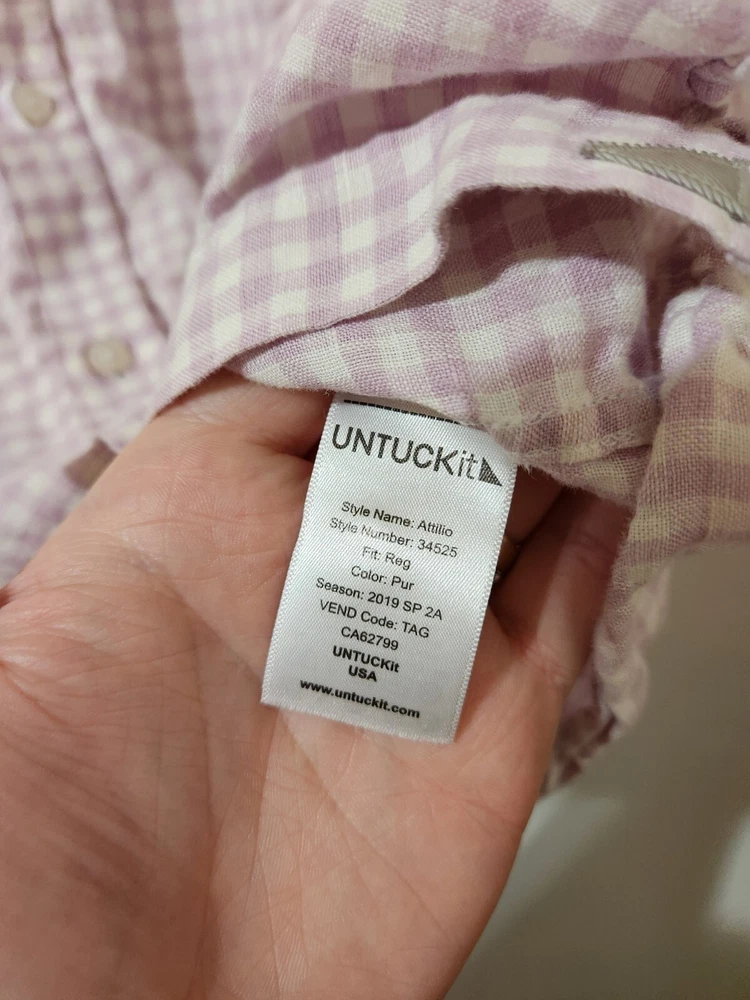 UNTUCKit
Style Name: Attilio
Style Number: 34525
Fit: Reg
Color: Pur
Season: 2019 SP 2A
VEND Code: TAG
CA62799
UNTUCKit
USA
www.untuckit.com